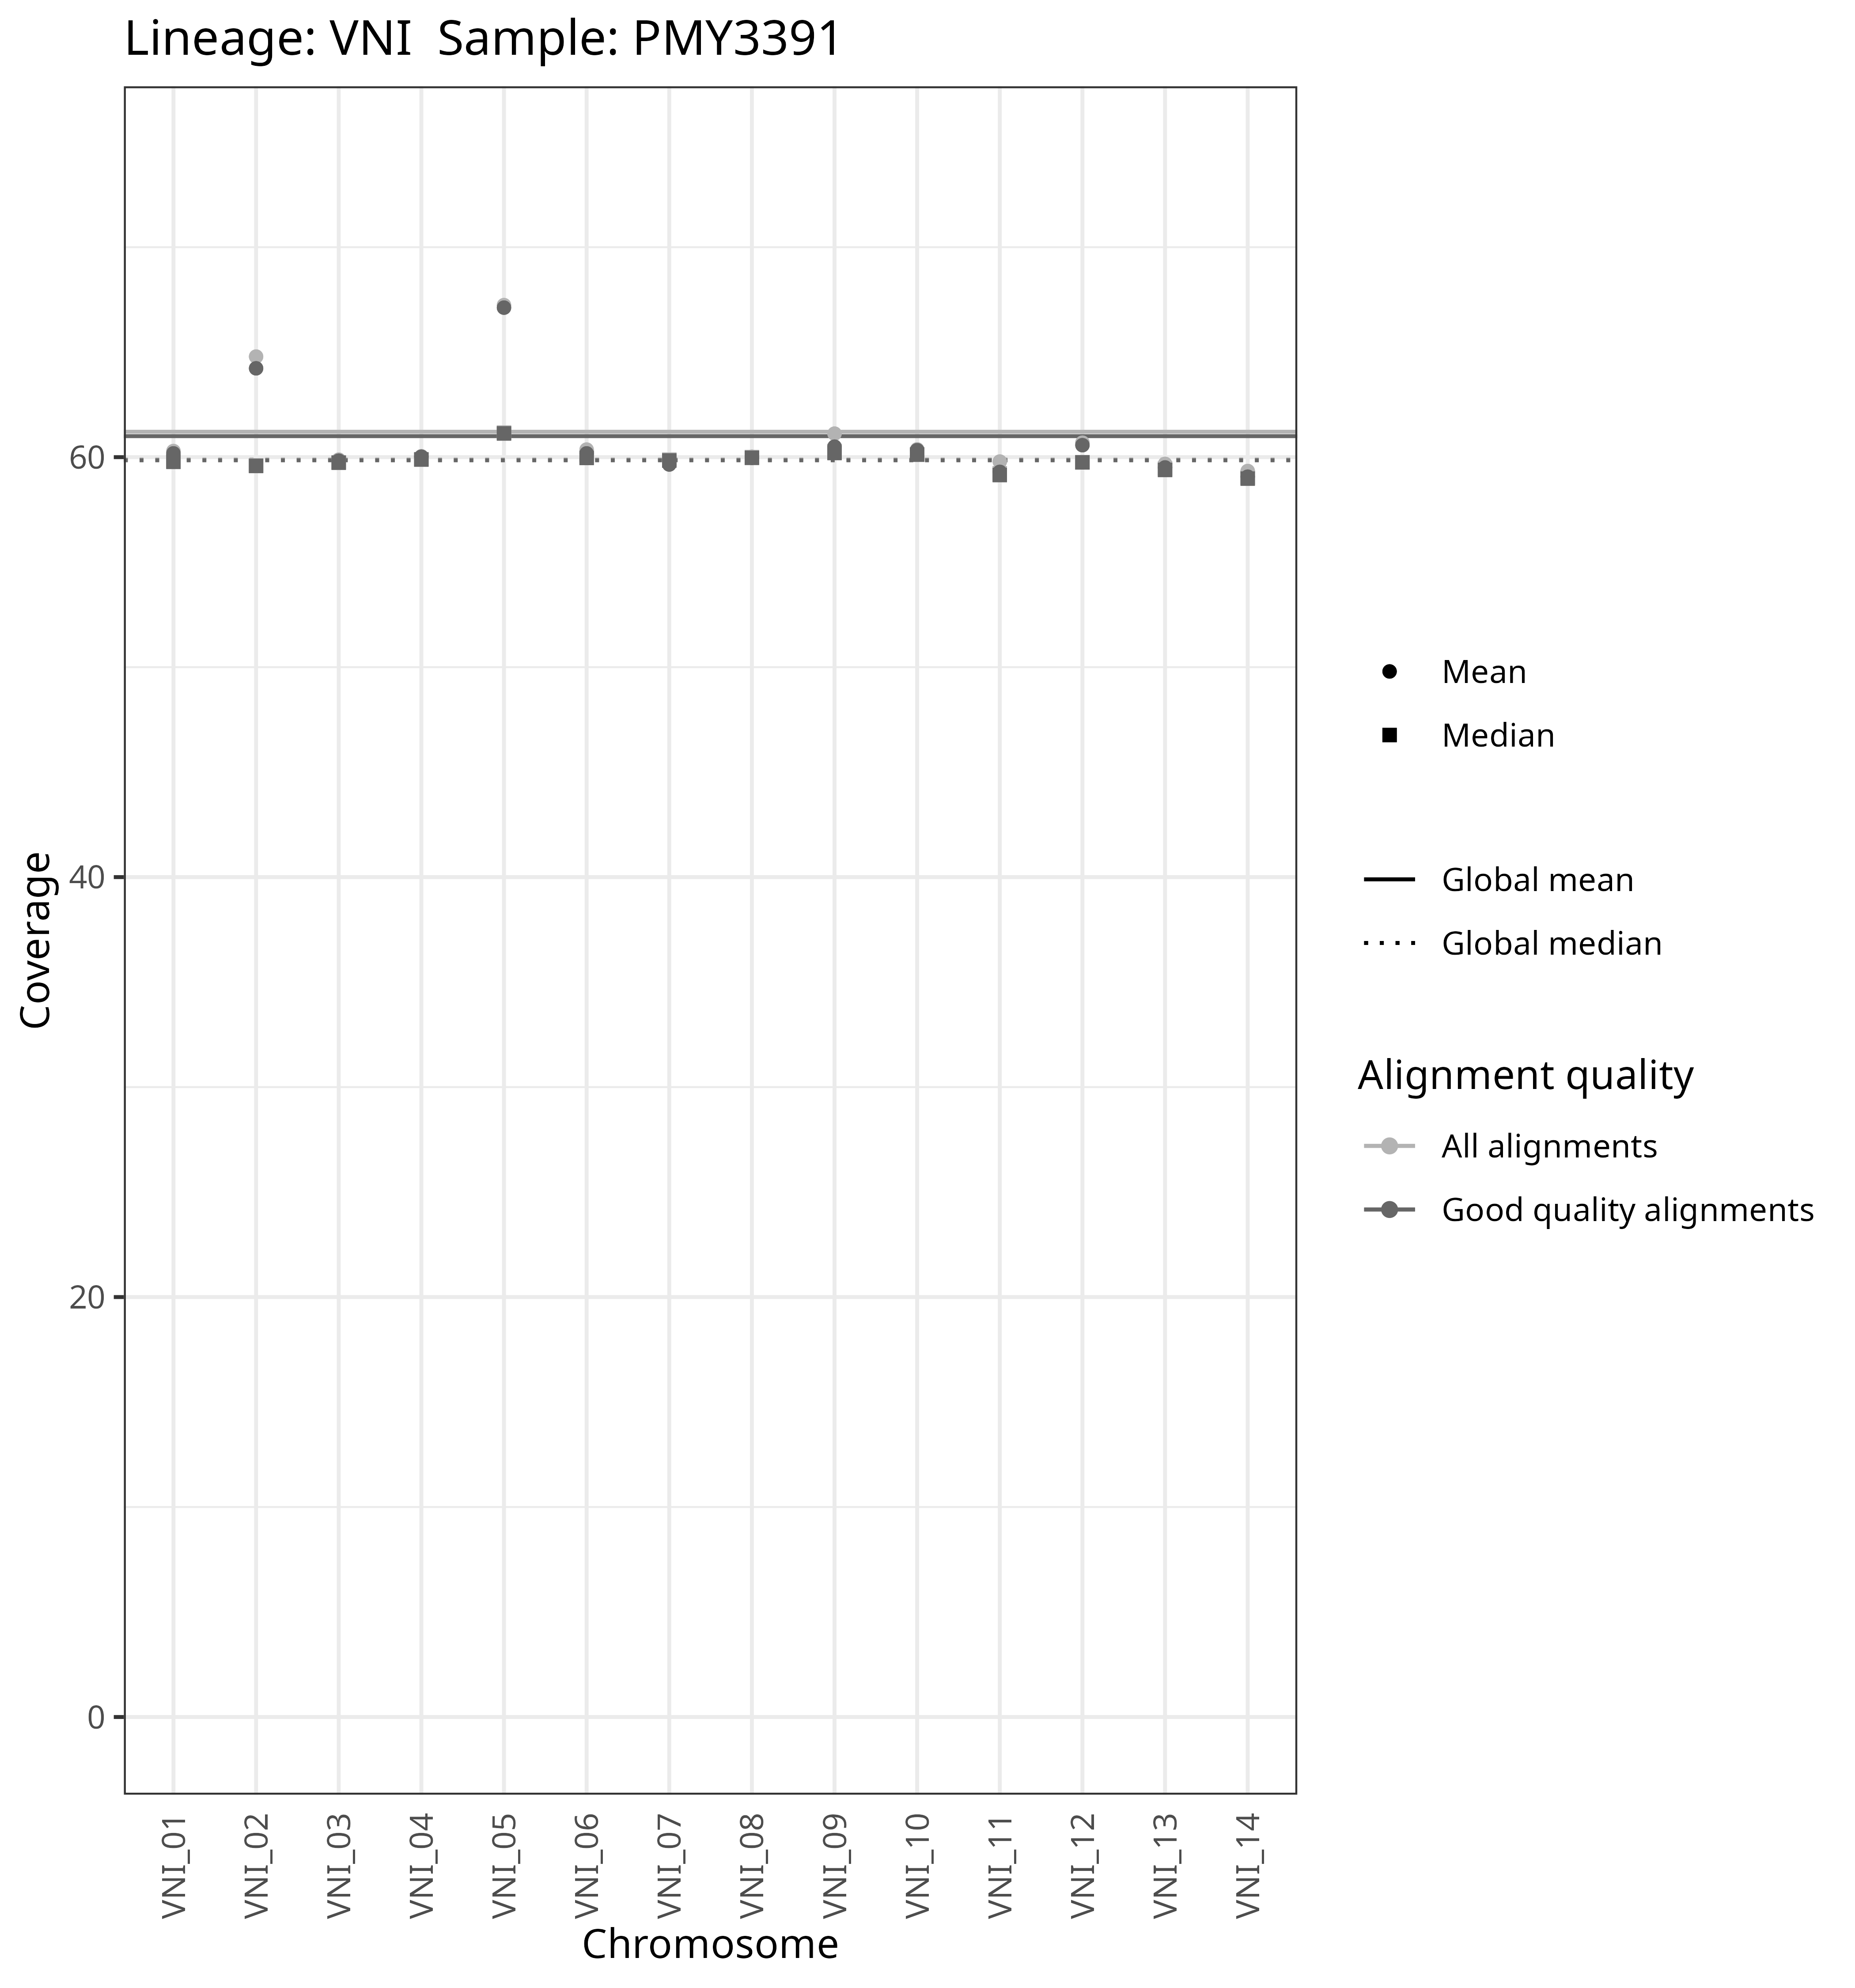 Lineage: VNI  Sample: PMY3391
Coverage
60
40
20
0
VNI_01
VNI_02
VNI_03
VNI_04
VNI_05
VNI_06
VNI_07
VNI_08
VNI_09
VNI_10
VNI_11
VNI_12
VNI_13
VNI_14
Chromosome
Mean
Median
Global mean
Global median
Alignment quality
All alignments
Good quality alignments